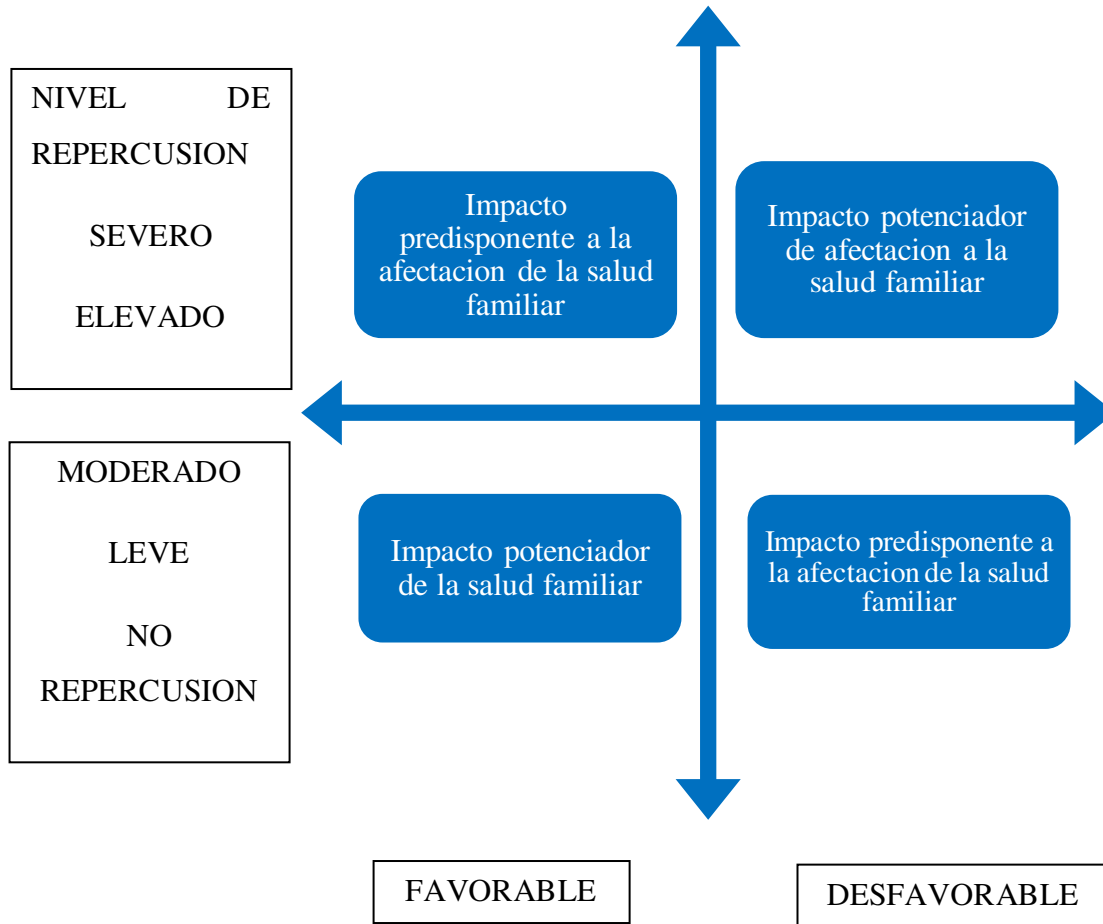 NIVEL DE
REPERCUSION
SEVERO
ELEVADO
Impacto
predisponente a la
afectacion de la salud
familiar
Impacto potenciador
de afectacion a la
salud familiar
MODERADO
LEVE
NO
REPERCUSION
Impacto potenciador
de la salud familiar
Impacto predisponente a
la afectacion de la salud
familiar
FAVORABLE
DESFAVORABLE